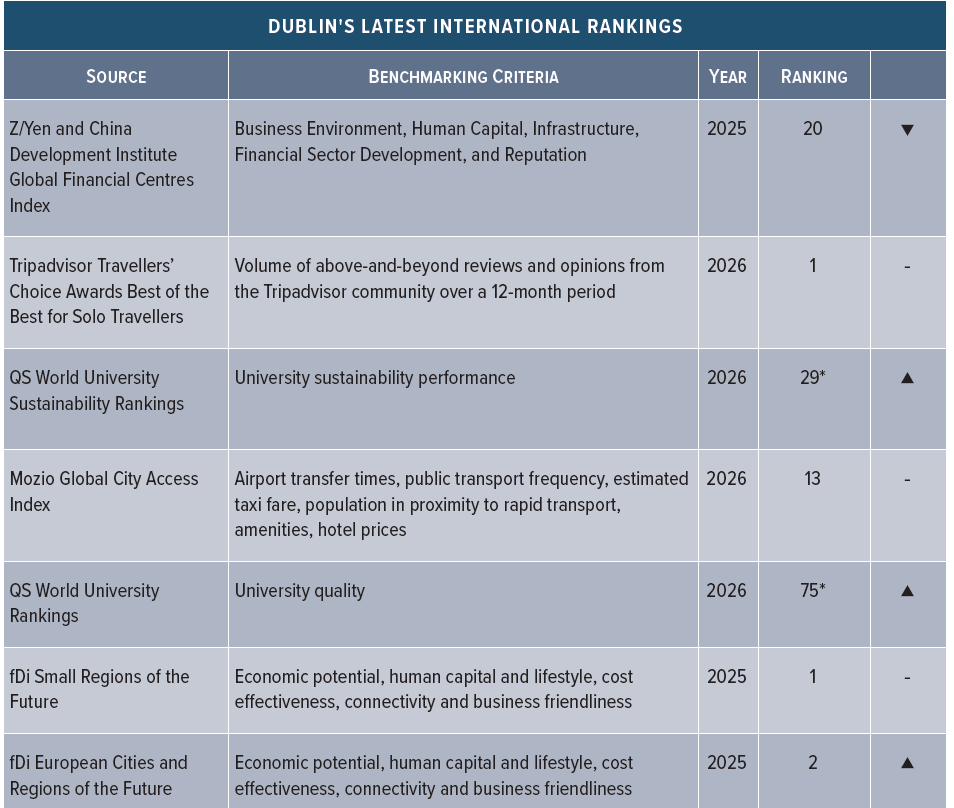 DUBLIN'S LATEST INTERNATIONAL RANKINGS
SOURCE BENCHMARKING CRITERIA YEAR RANKING
Z/Yen and China
Development Institute
Global Financial Centres
Index
Business Environment, Human Capital, Infrastructure,
Financial Sector Development, and Reputation
2025
20
▼
Tripadvisor Travellers’
Choice Awards Best of the
Best for Solo Travellers
Volume of above-and-beyond reviews and opinions from
the Tripadvisor community over a 12-month period
2026
1
-
QS World University
Sustainability Rankings
University sustainability performance
2026
29*
▲
Mozio Global City Access
Index
Airport transfer times, public transport frequency, estimated
taxi fare, population in proximity to rapid transport,
amenities, hotel prices
2026
13
-
QS World University
Rankings
University quality
2026
75*
▲
fDi Small Regions of the
Future
Economic potential, human capital and lifestyle, cost
effectiveness, connectivity and business friendliness
2025
1
-
fDi European Cities and
Regions of the Future
Economic potential, human capital and lifestyle, cost
effectiveness, connectivity and business friendliness
2025
2
▲